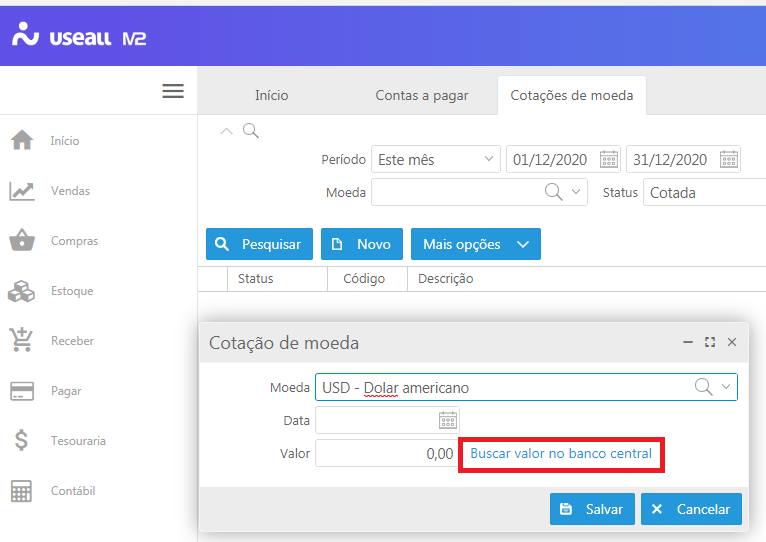 useall M2
Início Contas a pagar Cotações de moeda
Início
Vendas
Compras
Estoque
Receber
Pagar
Tesouraria
Contábil
Período Este mês 01/12/2020 31/12/2020
Moeda Status Cotada
Pesquisar Novo Mais opções
Status Código Descrição
Cotação de moeda
Moeda USD - Dolar americano
Data
Valor 0,00 Buscar valor no banco central
Salvar Cancelar